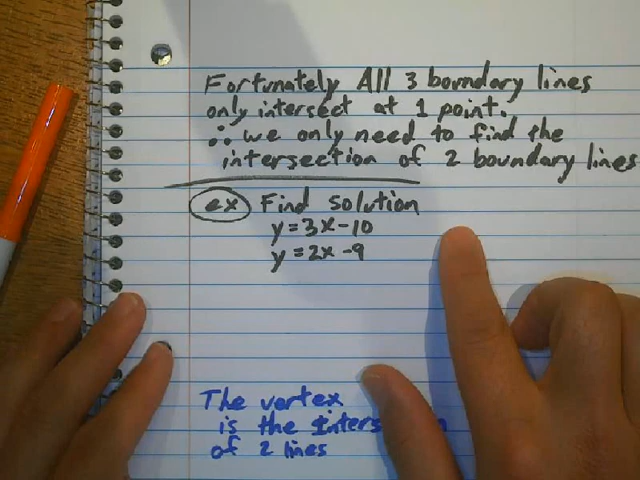 Fortunately All 3 boundary lines
only intersect at 1 point.
∴ we only need to find the
intersection of 2 boundary lines
ex Find solution
y=3x-10
y=2x-9
The vertex
is the
of 2 lines